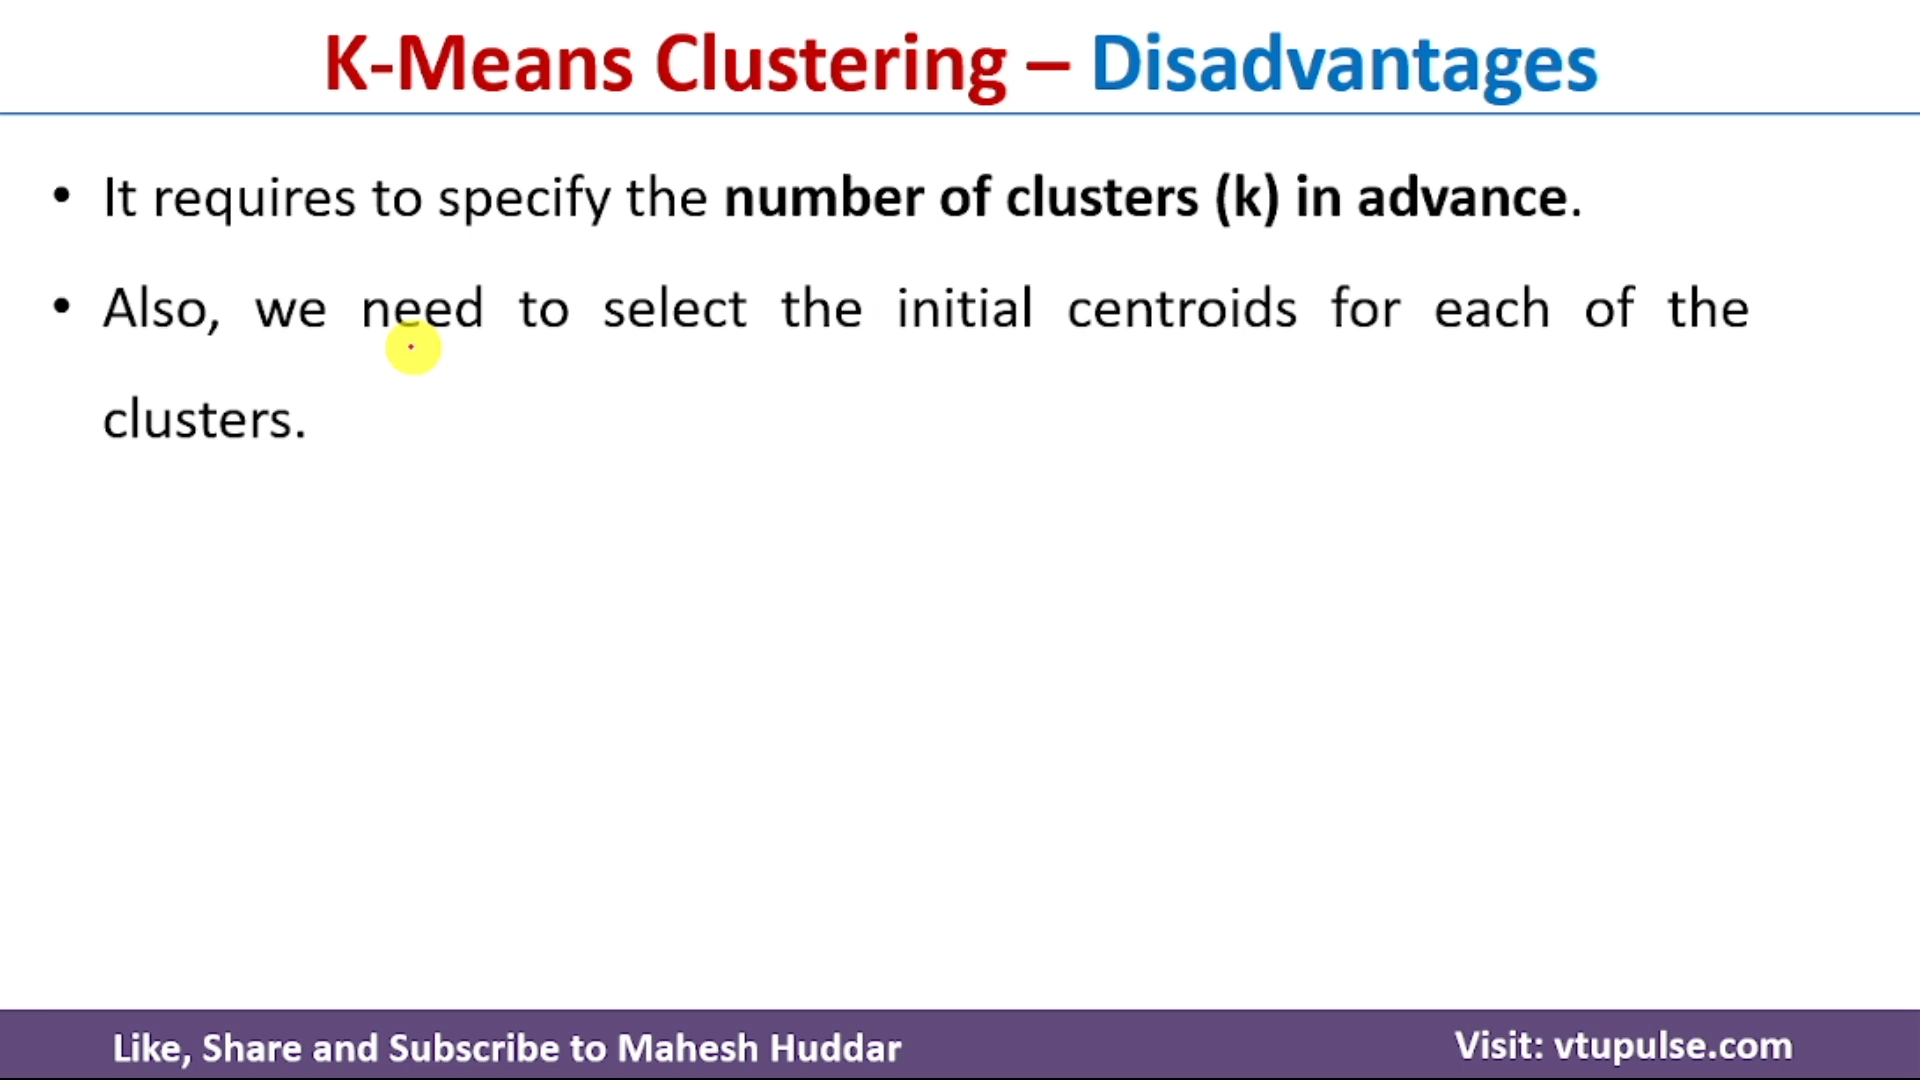 K-Means Clustering – Disadvantages
• It requires to specify the number of clusters (k) in advance.
• Also, we need to select the initial centroids for each of the
clusters.
Like, Share and Subscribe to Mahesh Huddar
Visit: vtupulse.com